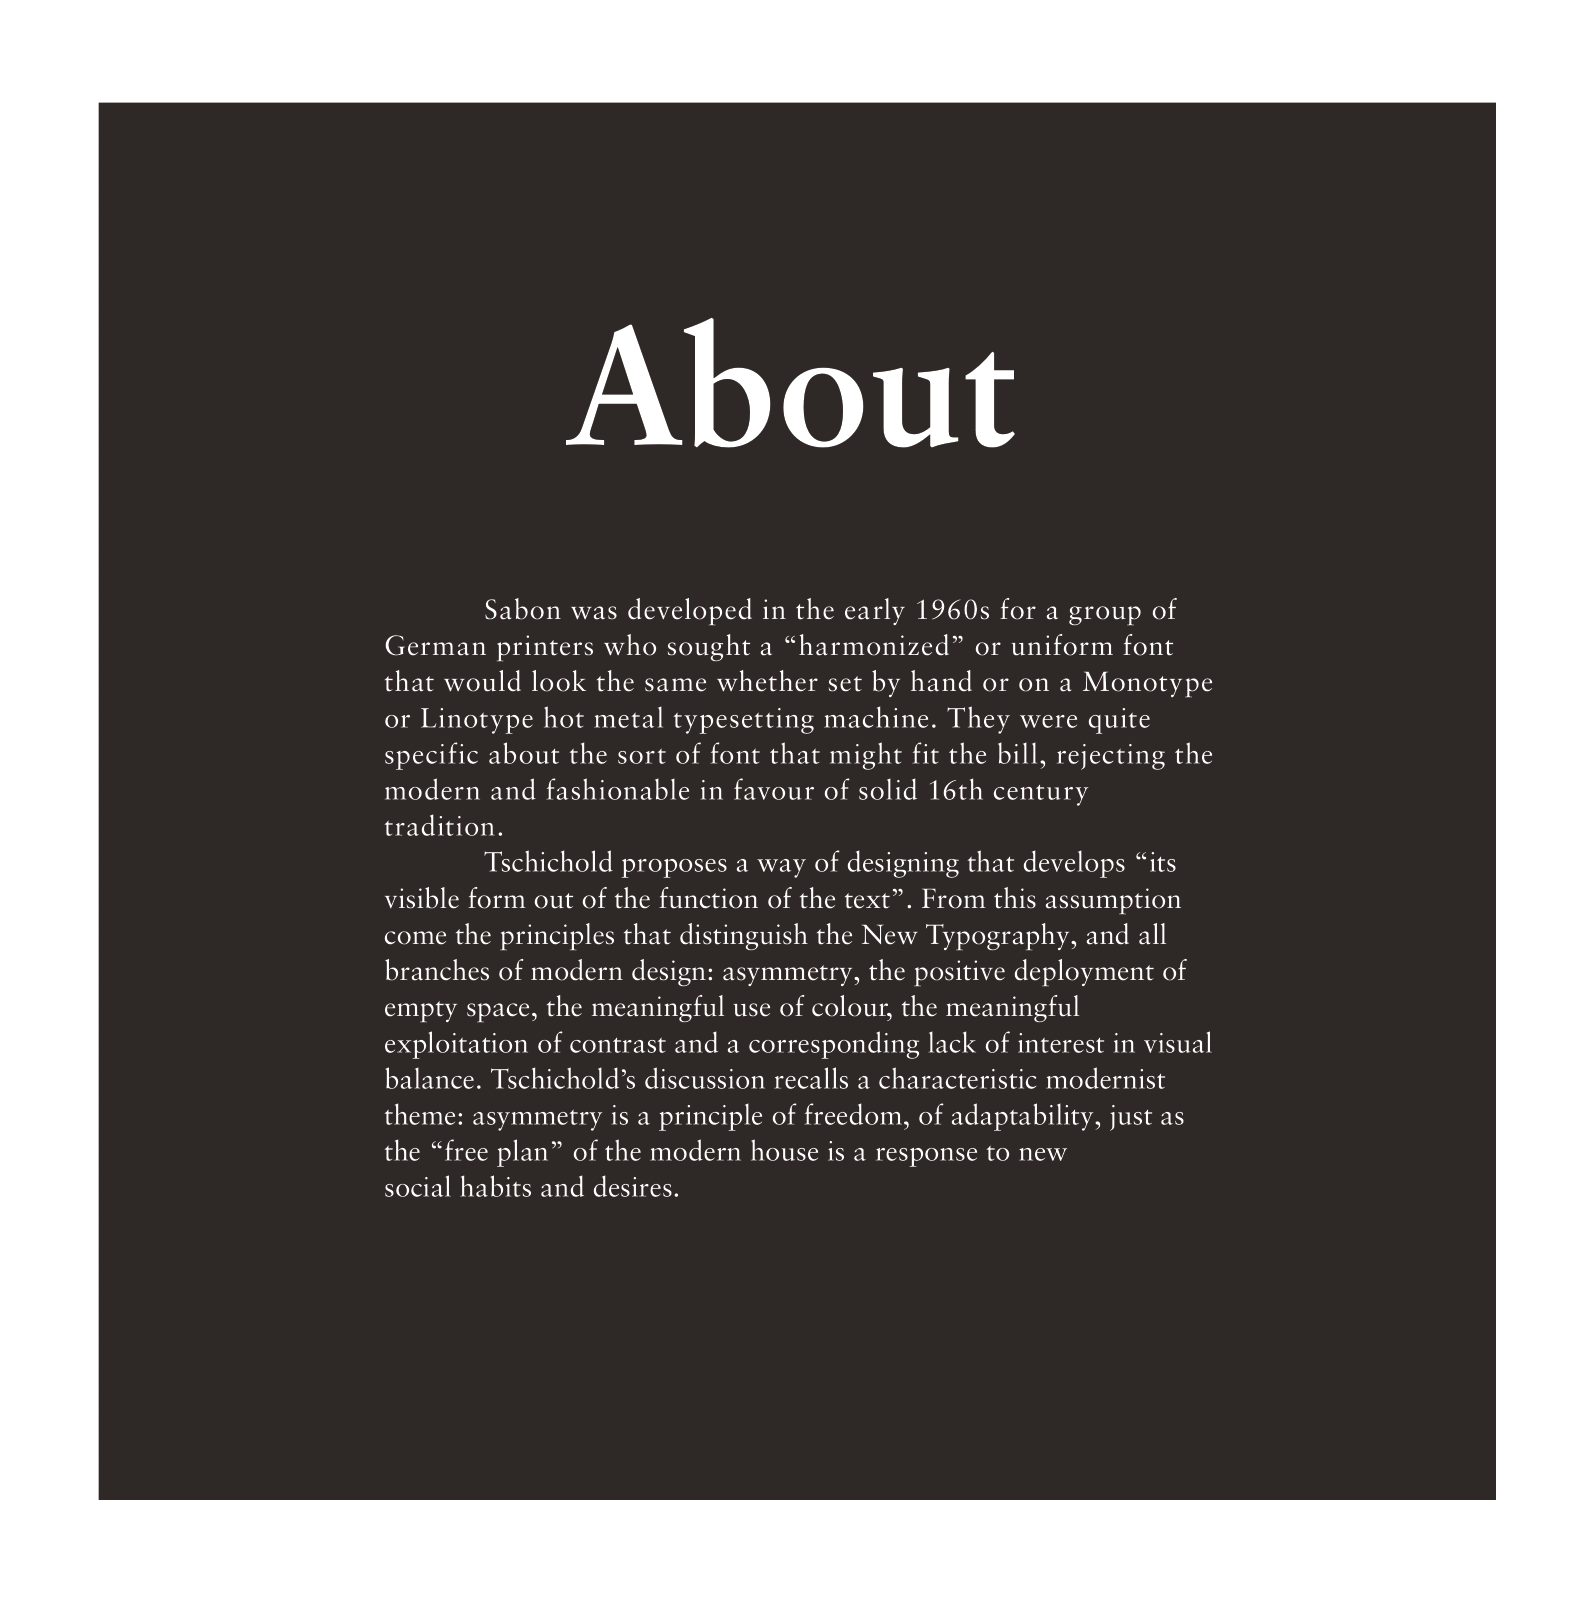 About
Sabon was developed in the early 1960s for a group of
German printers who sought a “harmonized” or uniform font
that would look the same whether set by hand or on a Monotype
or Linotype hot metal typesetting machine. They were quite
specific about the sort of font that might fit the bill, rejecting the
modern and fashionable in favour of solid 16th century
tradition.
Tschichold proposes a way of designing that develops “its
visible form out of the function of the text”. From this assumption
come the principles that distinguish the New Typography, and all
branches of modern design: asymmetry, the positive deployment of
empty space, the meaningful use of colour, the meaningful
exploitation of contrast and a corresponding lack of interest in visual
balance. Tschichold’s discussion recalls a characteristic modernist
theme: asymmetry is a principle of freedom, of adaptability, just as
the “free plan” of the modern house is a response to new
social habits and desires.